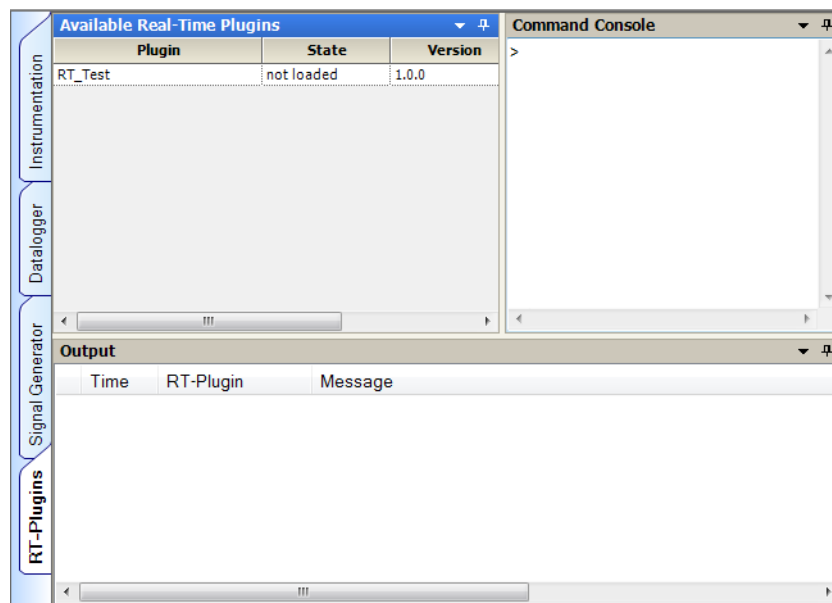 Available Real-Time Plugins
Plugin State Version
RT_Test not loaded 1.0.0
Command Console
>
Output
Time RT-Plugin Message
Instrumentation
Datalogger
Signal Generator
RT-Plugins